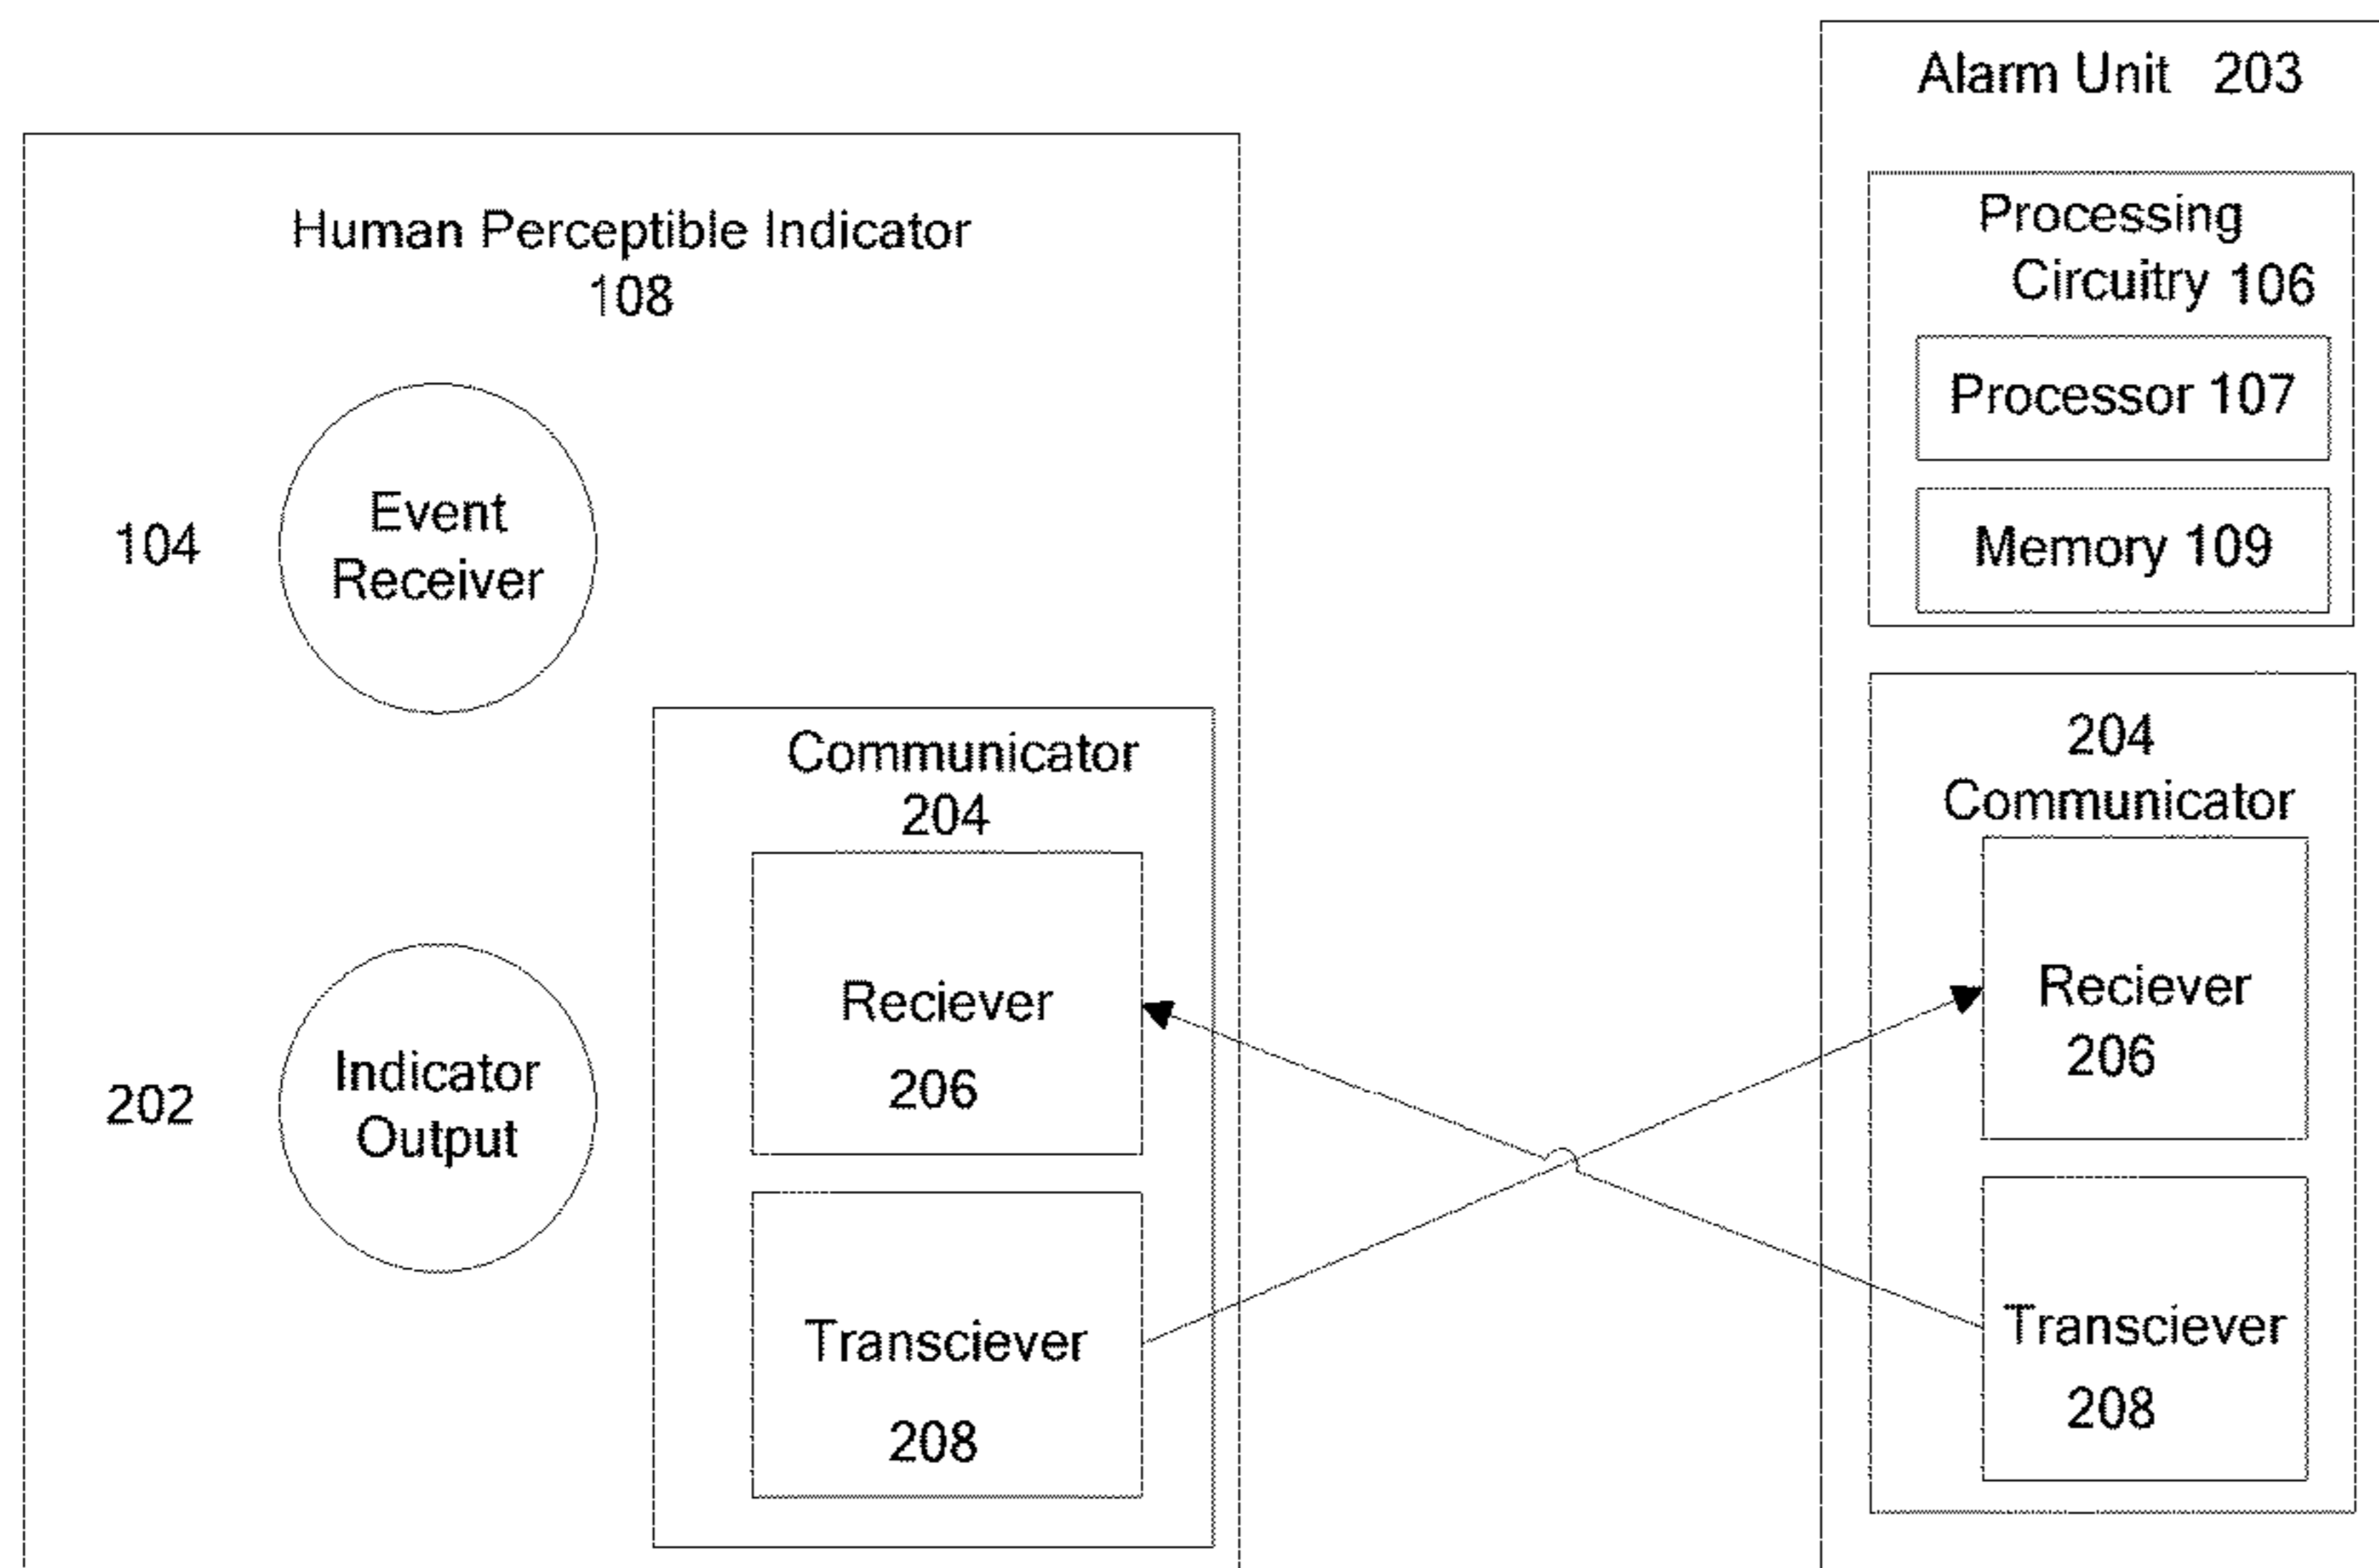 Human Perceptible Indicator
108
104
Event
Receiver
202
Indicator
Output
Communicator
204
Reciever
206
Transciever
208
Alarm Unit 203
Processing
Circuitry 106
Processor 107
Memory 109
204
Communicator
Reciever
206
Transciever
208